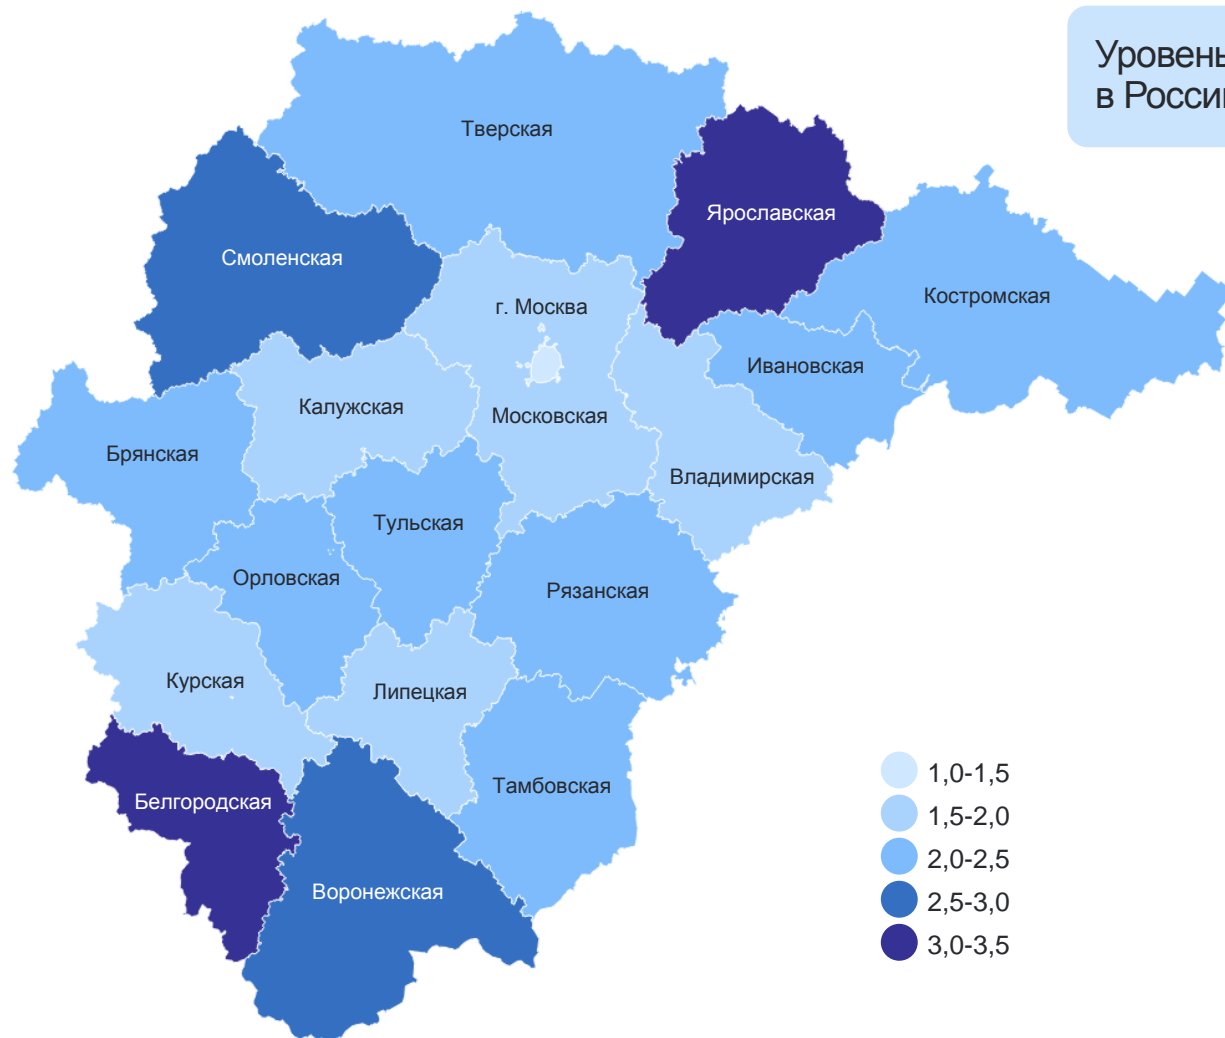 Уровень
в России
Тверская
Ярославская
Смоленская
Костромская
г. Москва
Ивановская
Калужская
Московская
Брянская
Владимирская
Тульская
Орловская
Рязанская
Курская
Липецкая
Тамбовская
Белгородская
Воронежская
1,0-1,5
1,5-2,0
2,0-2,5
2,5-3,0
3,0-3,5